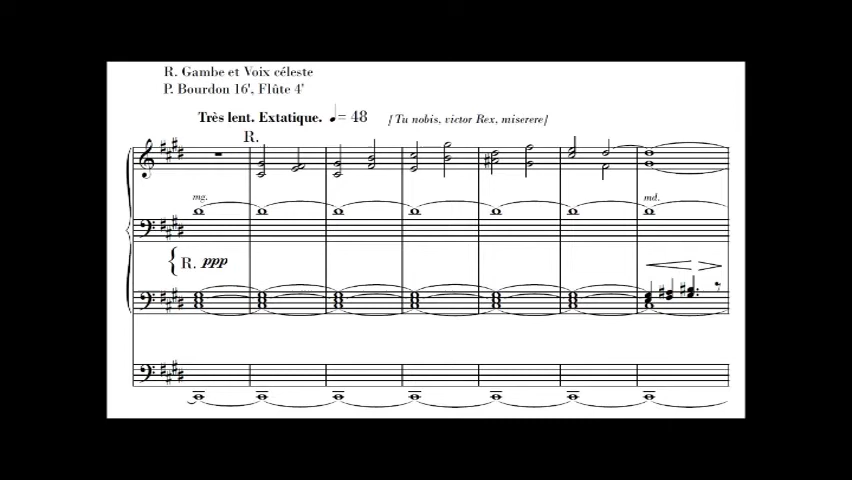 R. Gambe et Voix céleste
P. Bourdon 16', Flûte 4'
Très lent. Extatique. ♩= 48 [Tu nobis, victor Rex, miserere]
R.
mg.
md.
R. ppp